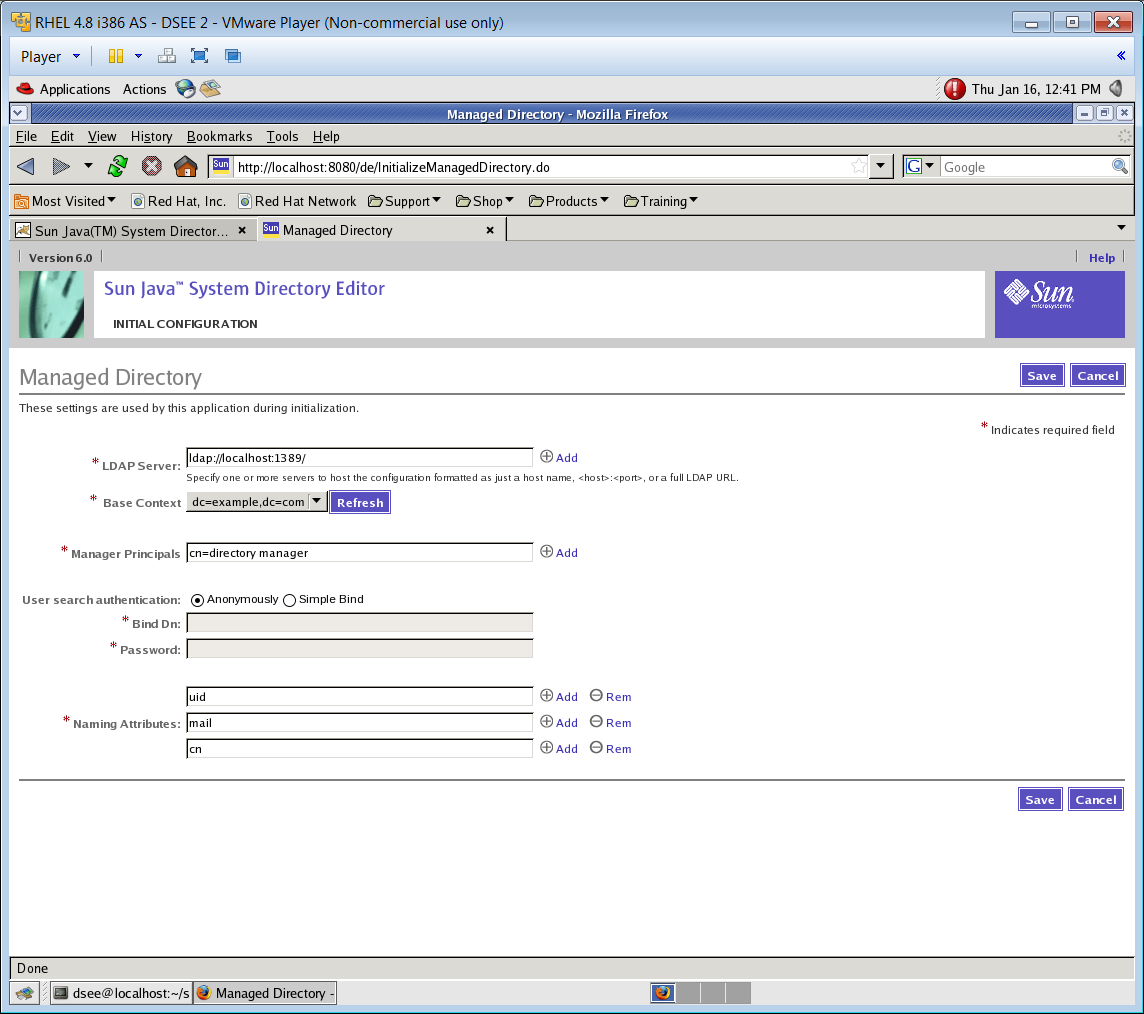 RHEL 4.8 i386 AS - DSEE 2 - VMware Player (Non-commercial use only)
Player
«
Applications Actions Thu Jan 16, 12:41 PM
Managed Directory - Mozilla Firefox
File Edit View History Bookmarks Tools Help
Sun http://localhost:8080/de/InitializeManagedDirectory.do G Google
Most Visited Red Hat, Inc. Red Hat Network Support Shop Products Training
Sun Java(TM) System Director... Sun Managed Directory
Version 6.0 Help
Sun Java™ System Directory Editor
Sun microsystems
INITIAL CONFIGURATION
Managed Directory Save Cancel
These settings are used by this application during initialization.
* Indicates required field
* LDAP Server: ldap://localhost:1389/ Add
Specify one or more servers to host the configuration formatted as just a host name, <host>:<port>, or a full LDAP URL.
* Base Context dc=example,dc=com Refresh
* Manager Principals cn=directory manager Add
User search authentication: Anonymously Simple Bind
* Bind Dn:
* Password:
uid Add Rem
* Naming Attributes: mail Add Rem
cn Add Rem
Save Cancel
Done
dsee@localhost:~/s Managed Directory -